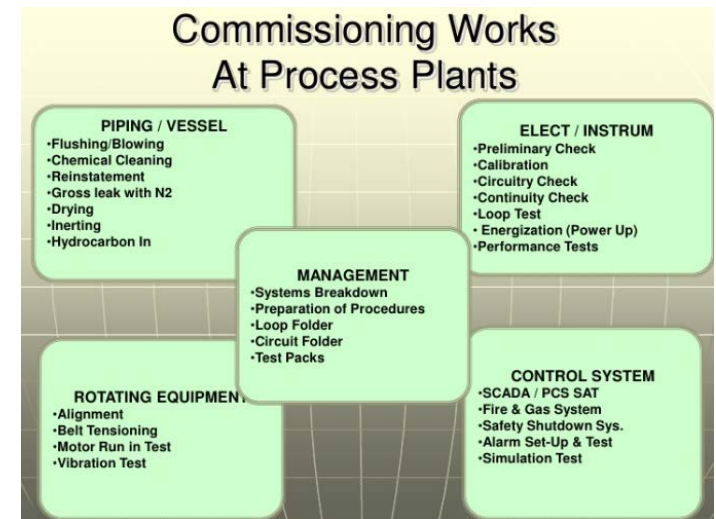 Commissioning Works
At Process Plants
PIPING / VESSEL
•Flushing/Blowing
•Chemical Cleaning
•Reinstatement
•Gross leak with N2
•Drying
•Inerting
•Hydrocarbon In
ELECT / INSTRUM
•Preliminary Check
•Calibration
•Circuitry Check
•Continuity Check
•Loop Test
• Energization (Power Up)
•Performance Tests
MANAGEMENT
•Systems Breakdown
•Preparation of Procedures
•Loop Folder
•Circuit Folder
•Test Packs
ROTATING EQUIPMENT
•Alignment
•Belt Tensioning
•Motor Run in Test
•Vibration Test
CONTROL SYSTEM
•SCADA / PCS SAT
•Fire & Gas System
•Safety Shutdown Sys.
•Alarm Set-Up & Test
•Simulation Test